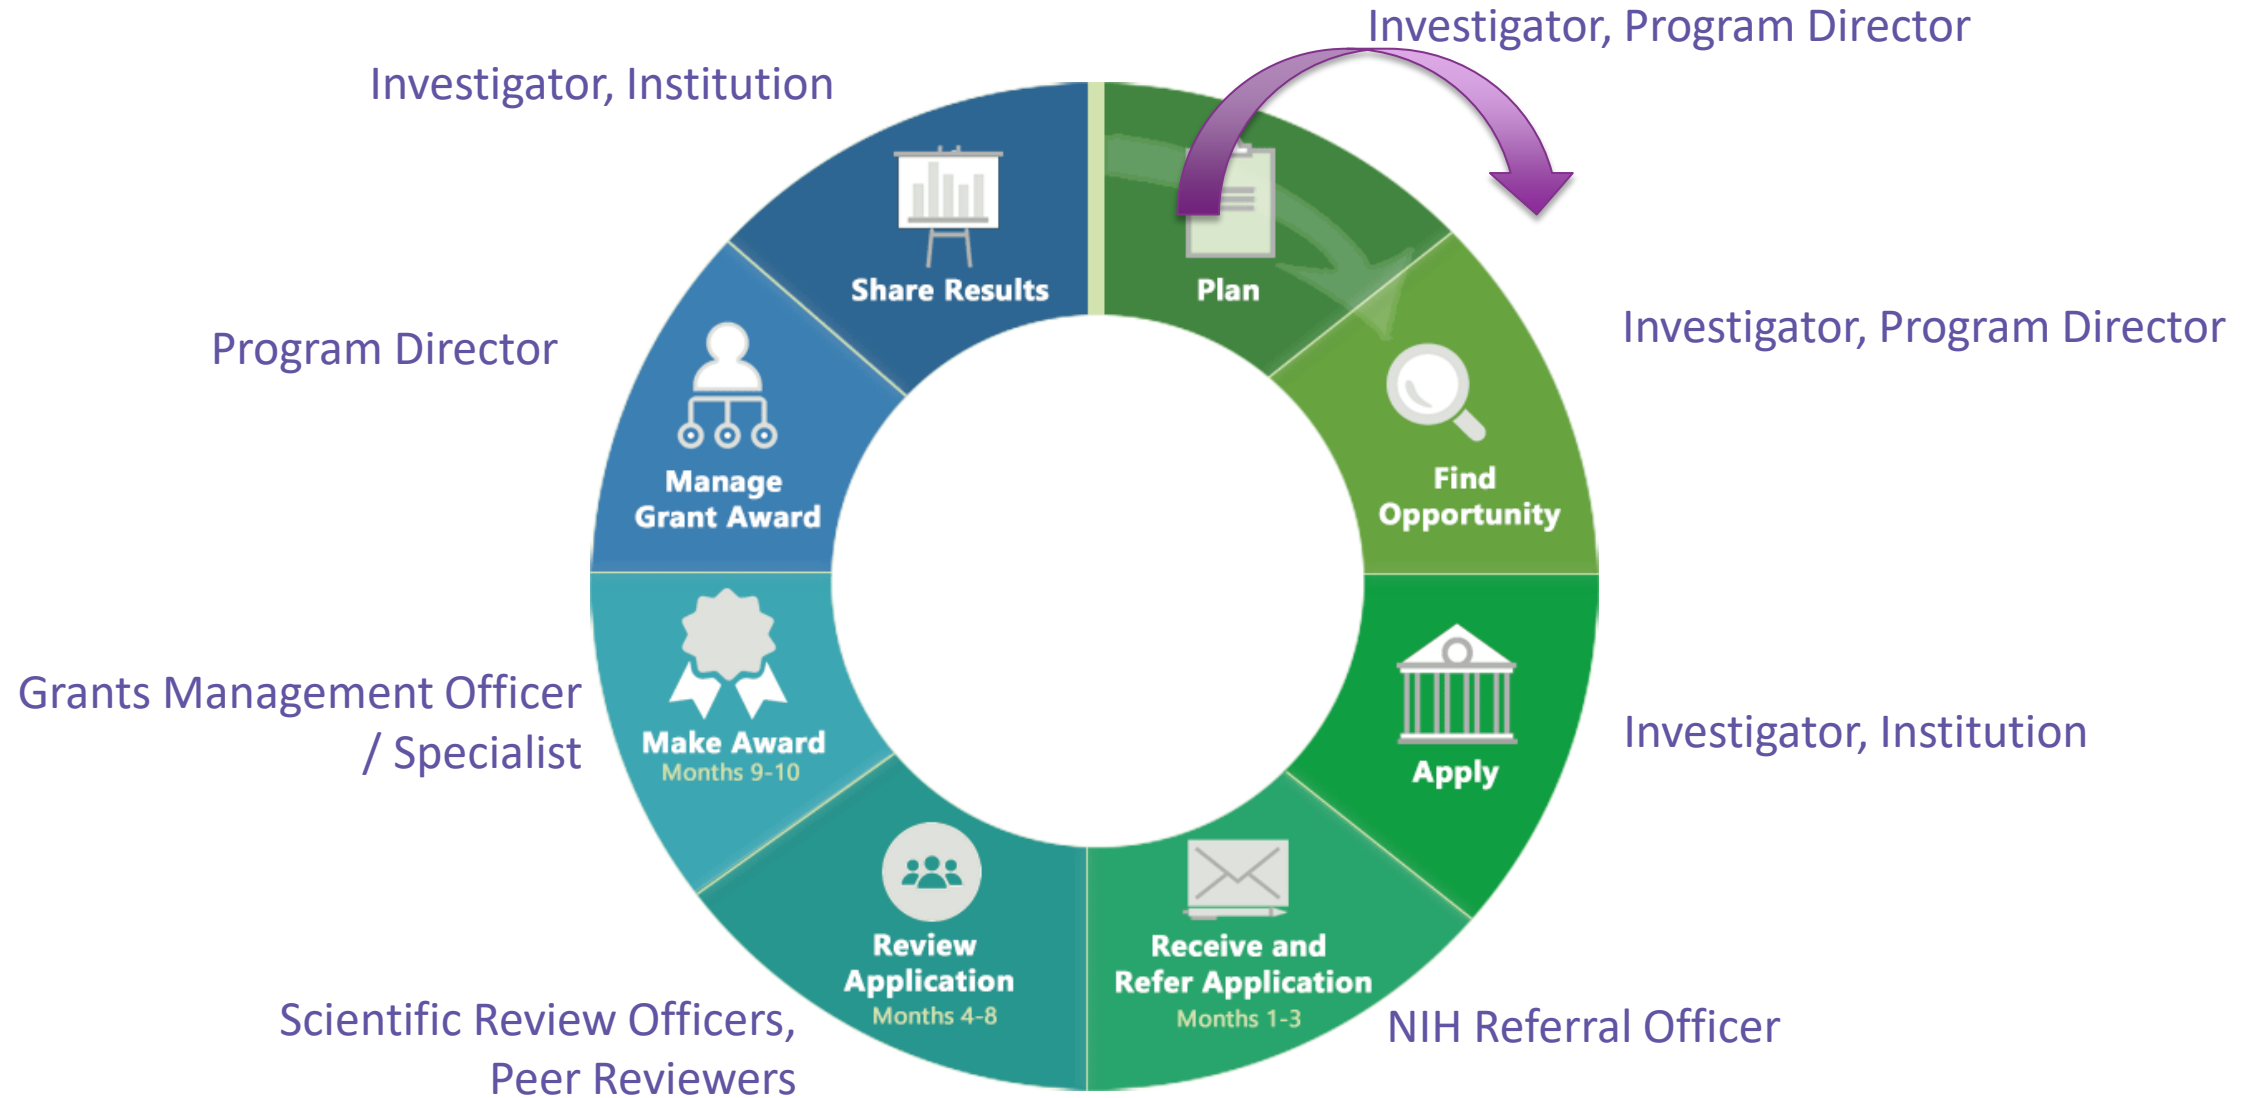 Investigator, Program Director
Investigator, Institution
Share Results
Plan
Investigator, Program Director
Program Director
Find
Opportunity
Manage
Grant Award
Investigator, Institution
Apply
Grants Management Officer
/ Specialist
Make Award
Months 9-10
Receive and
Refer Application
Months 1-3
NIH Referral Officer
Review
Application
Months 4-8
Scientific Review Officers,
Peer Reviewers